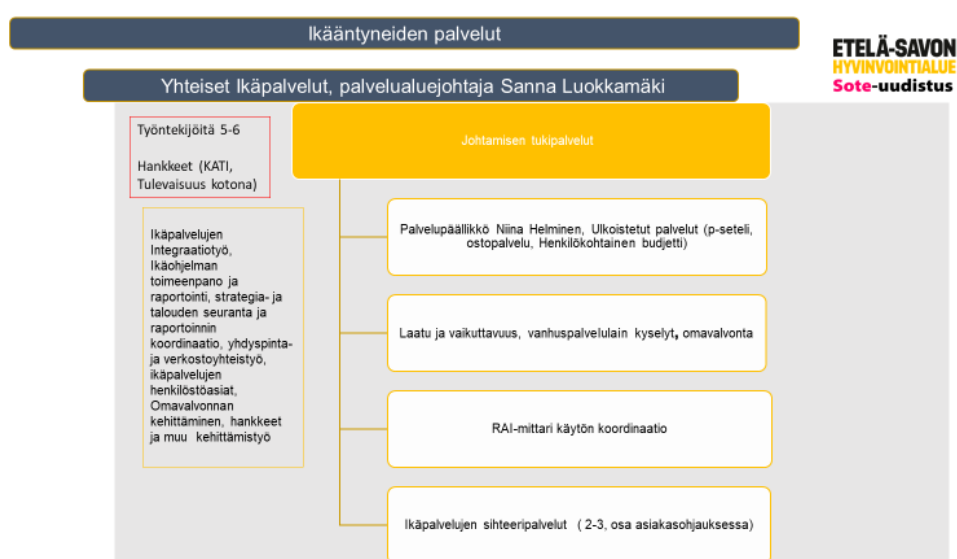 Ikääntyneiden palvelut
ETELÄ-SAVON
HYVINVOINTIALUE
Sote-uudistus
Yhteiset Ikäpalvelut, palvelualuejohtaja Sanna Luokkamäki
Työntekijöitä 5-6
Hankkeet (KATI,
Tulevaisuus kotona)
Johtamisen tukipalvelut
Ikäpalvelujen
Integraatiotyö,
Ikäohjelman
toimeenpano ja
raportointi, strategia- ja
talouden seuranta ja
raportoinnin
koordinaatio, yhdyspinta-
ja verkostoyhteistyö,
ikäpalvelujen
henkilöstöasiat,
Omavalvonnan
kehittäminen, hankkeet
ja muu kehittämistyö
Palvelupäällikkö Niina Helminen, Ulkoistetut palvelut (p-seteli,
ostopalvelu, Henkilökohtainen budjetti)
Laatu ja vaikuttavuus, vanhuspalvelulain kyselyt, omavalvonta
RAI-mittari käytön koordinaatio
Ikäpalvelujen sihteeripalvelut ( 2-3, osa asiakasohjauksessa)